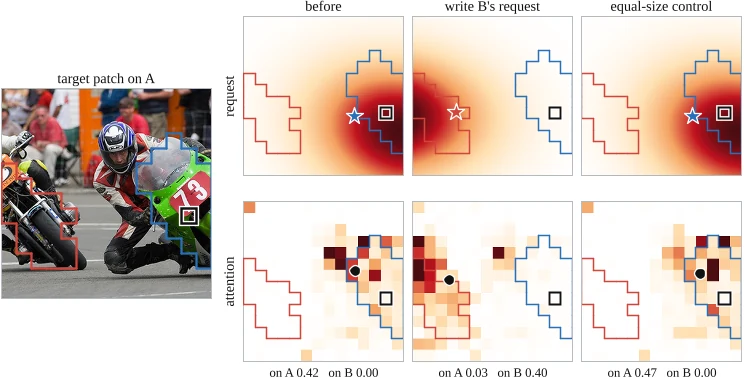 before
write B's request
equal-size control
target patch on A
request
73
attention
on A 0.42 on B 0.00
on A 0.03 on B 0.40
on A 0.47 on B 0.00